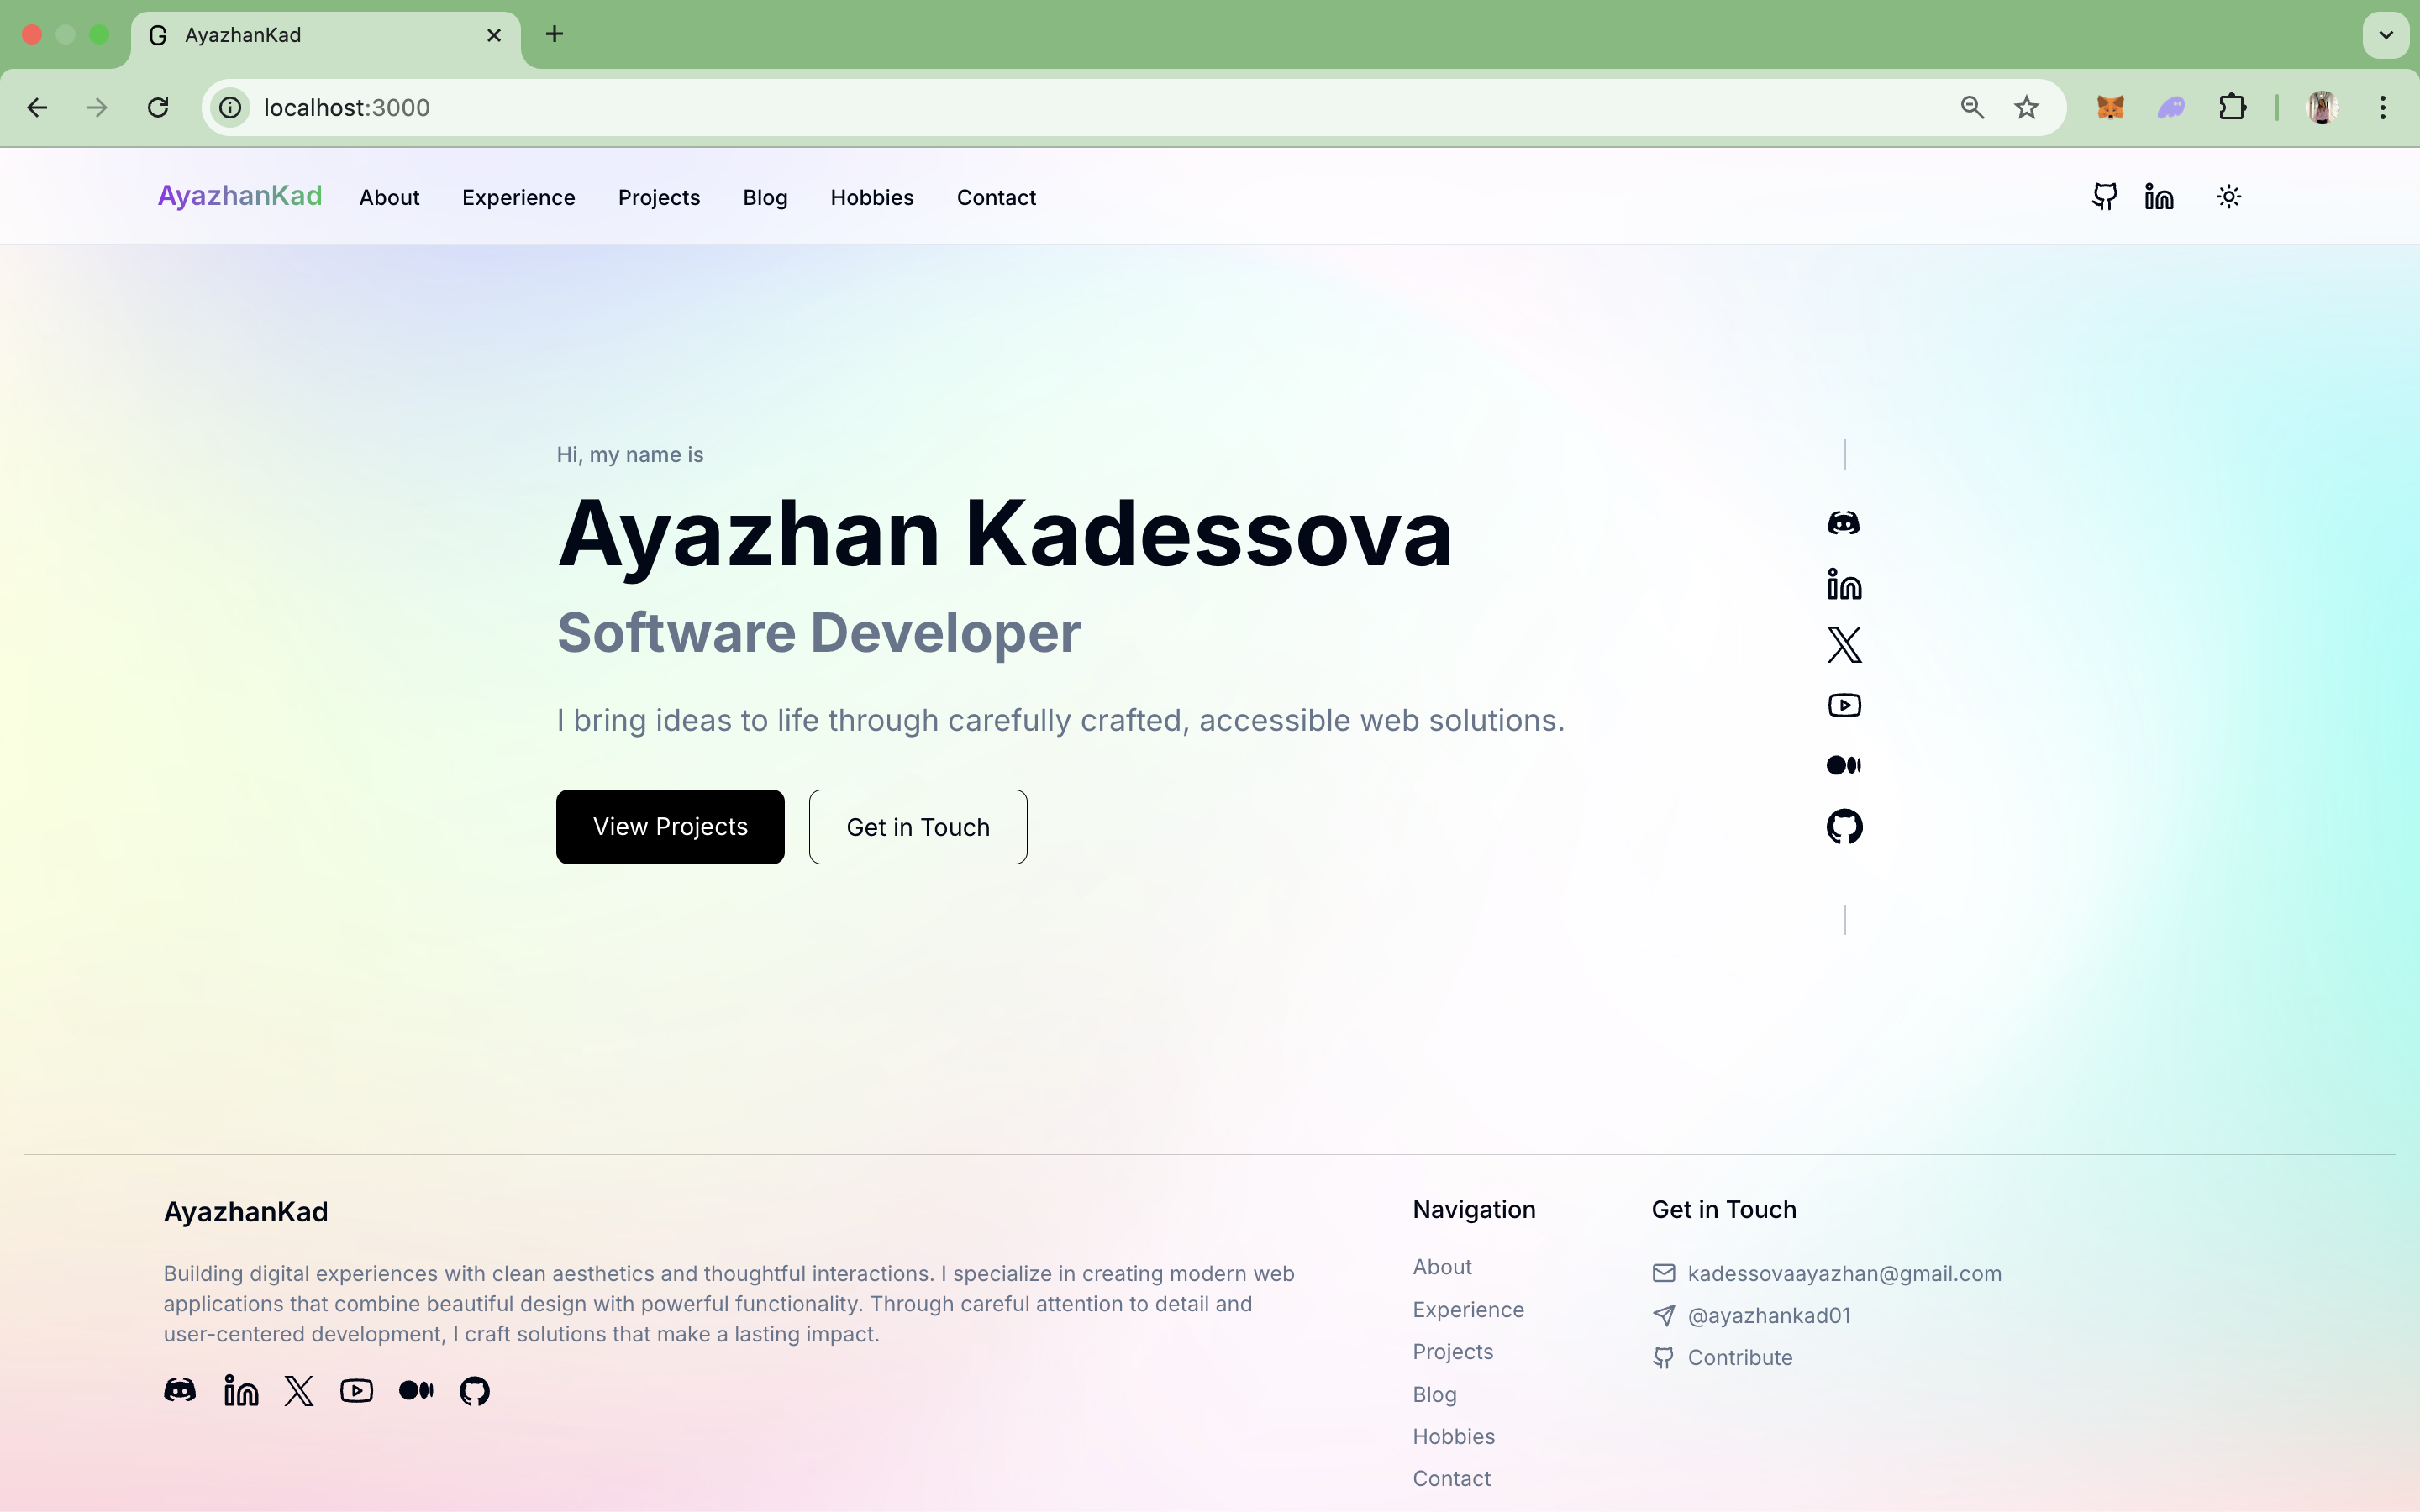 AyazhanKad
localhost:3000
AyazhanKad About Experience Projects Blog Hobbies Contact
Hi, my name is
Ayazhan Kadessova
Software Developer
I bring ideas to life through carefully crafted, accessible web solutions.
View Projects Get in Touch
AyazhanKad
Building digital experiences with clean aesthetics and thoughtful interactions. I specialize in creating modern web
applications that combine beautiful design with powerful functionality. Through careful attention to detail and
user-centered development, I craft solutions that make a lasting impact.
Navigation
About
Experience
Projects
Blog
Hobbies
Contact
Get in Touch
kadessovaayazhan@gmail.com
@ayazhankad01
Contribute